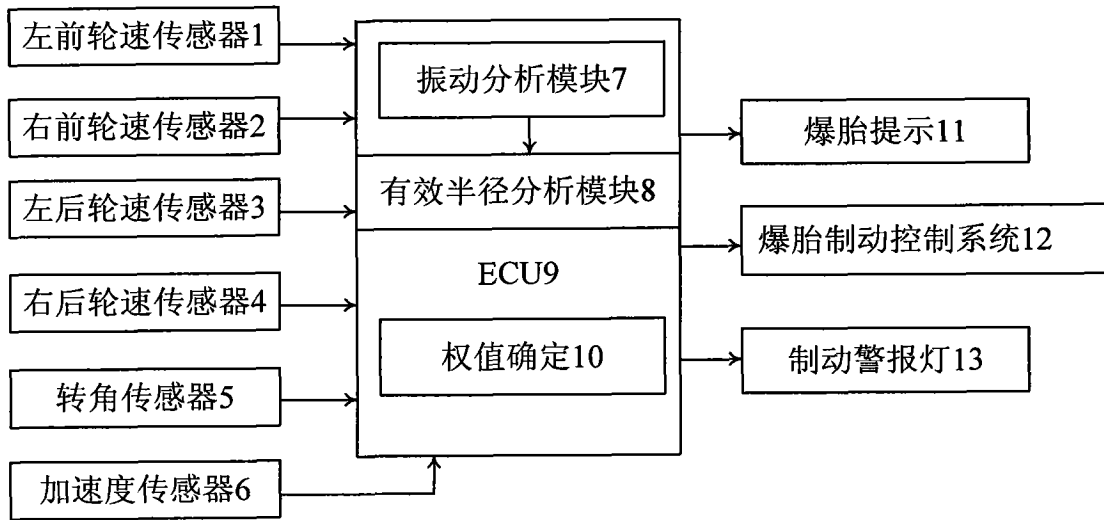 左前轮速传感器1
右前轮速传感器2
左后轮速传感器3
右后轮速传感器4
转角传感器5
加速度传感器6
振动分析模块7
有效半径分析模块8
ECU9
权值确定10
爆胎提示11
爆胎制动控制系统12
制动警报灯13